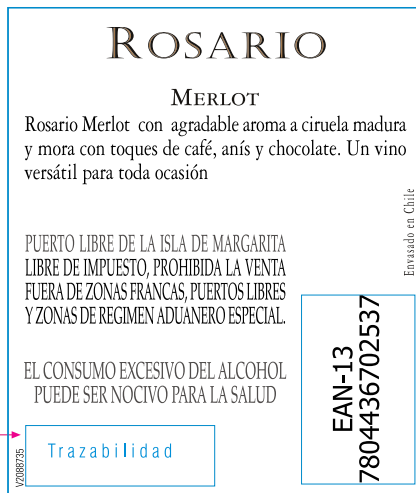 ROSARIO
MERLOT
Rosario Merlot con agradable aroma a ciruela madura
y mora con toques de café, anís y chocolate. Un vino
versátil para toda ocasión
Envasado en Chile
PUERTO LIBRE DE LA ISLA DE MARGARITA
LIBRE DE IMPUESTO, PROHIBIDA LA VENTA
FUERA DE ZONAS FRANCAS, PUERTOS LIBRES
Y ZONAS DE REGIMEN ADUANERO ESPECIAL.
EL CONSUMO EXCESIVO DEL ALCOHOL
PUEDE SER NOCIVO PARA LA SALUD
EAN-13
7804436702537
V2088735
Trazabilidad